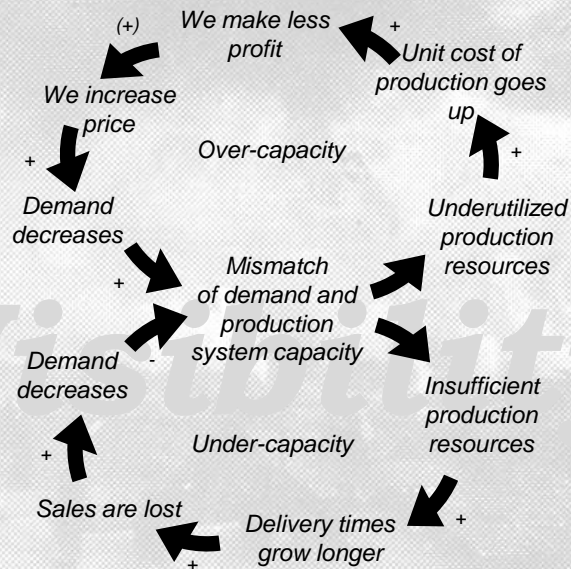 (+)
We make less
profit
+
Unit cost of
production goes
up
We increase
price
Over-capacity
+
+
Demand
decreases
Underutilized
production
resources
+
Mismatch
of demand and
production
system capacity
Visibility
Demand
decreases
-
Insufficient
production
resources
Under-capacity
+
Sales are lost
+
Delivery times
grow longer
+